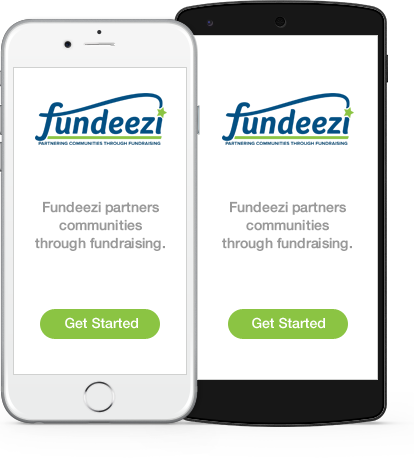 fundeezi
PARTNERING COMMUNITIES THROUGH FUNDRAISING
Fundeezi partners
communities
through fundraising.
Get Started
fundeezi
PARTNERING COMMUNITIES THROUGH FUNDRAISING
Fundeezi partners
communities
through fundraising.
Get Started